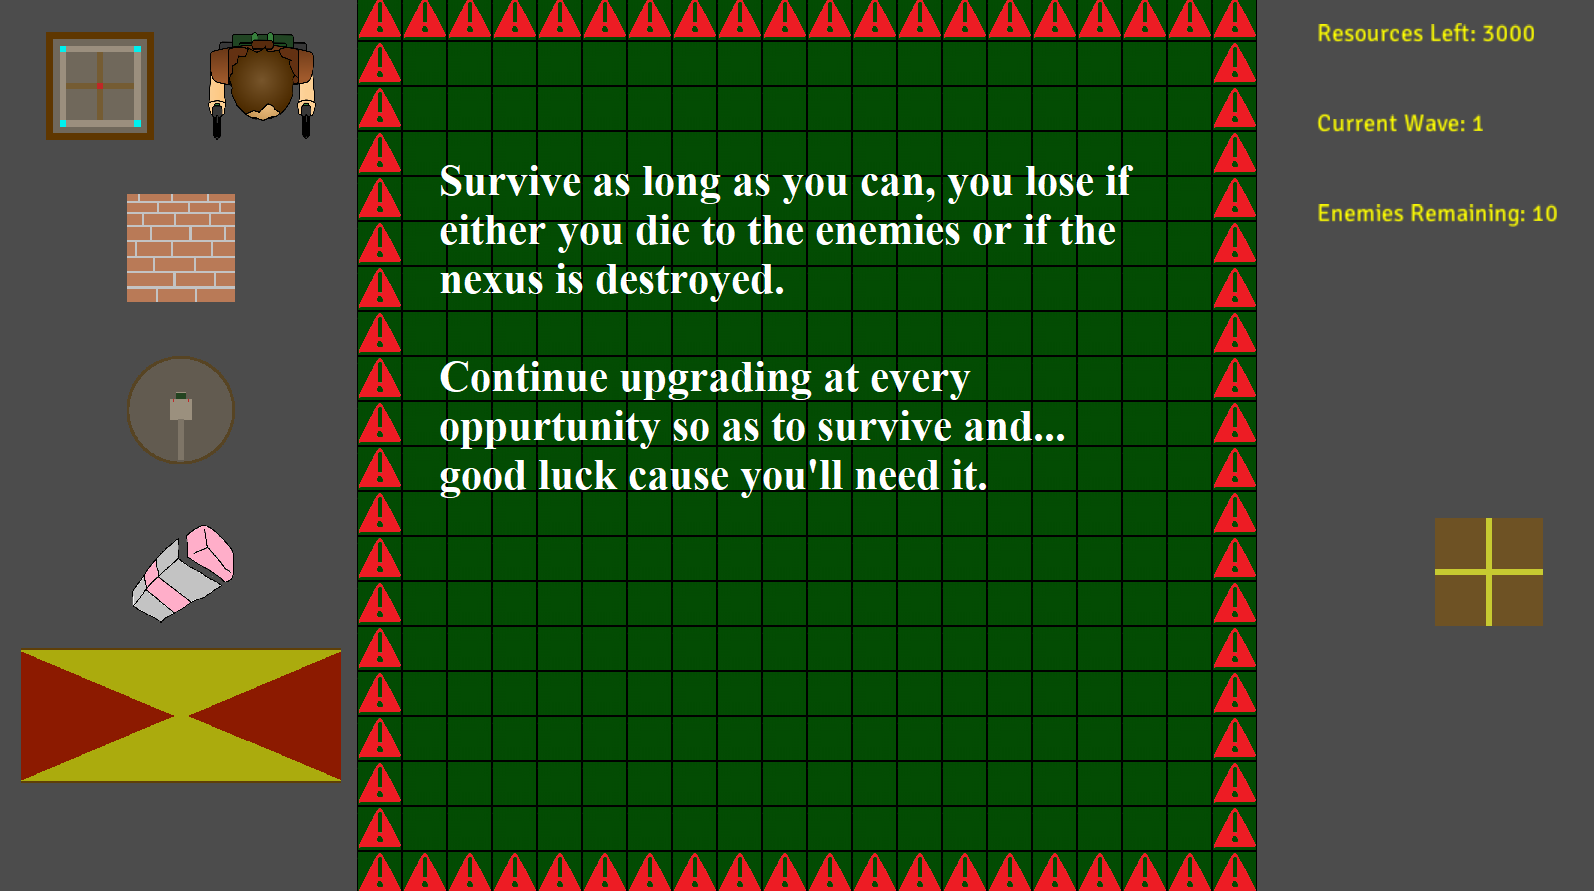 Survive as long as you can, you lose if
either you die to the enemies or if the
nexus is destroyed.
Continue upgrading at every
oppurtunity so as to survive and...
good luck cause you'll need it.
Resources Left: 3000
Current Wave: 1
Enemies Remaining: 10